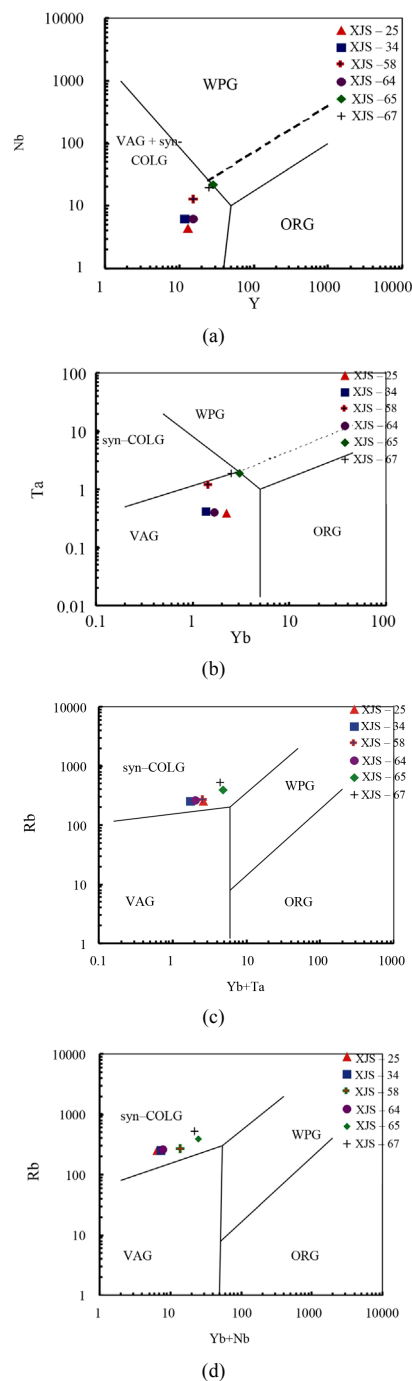 10000
1000
100
10
1
Nb
WPG
VAG + syn-
COLG
ORG
XJS – 25
XJS – 34
XJS – 58
XJS – 64
XJS – 65
XJS – 67
1 10 100 1000 10000
Y
(a)
100
10
1
0.1
0.01
Ta
WPG
syn–COLG
VAG
ORG
XJS – 25
XJS – 34
XJS – 58
XJS – 64
XJS – 65
XJS – 67
0.1 1 10 100
Yb
(b)
10000
1000
100
10
1
Rb
syn–COLG
WPG
VAG
ORG
XJS – 25
XJS – 34
XJS – 58
XJS – 64
XJS – 65
XJS – 67
0.1 1 10 100 1000
Yb+Ta
(c)
10000
1000
100
10
1
Rb
syn–COLG
WPG
VAG
ORG
XJS – 25
XJS – 34
XJS – 58
XJS – 64
XJS – 65
XJS – 67
1 10 100 1000 10000
Yb+Nb
(d)